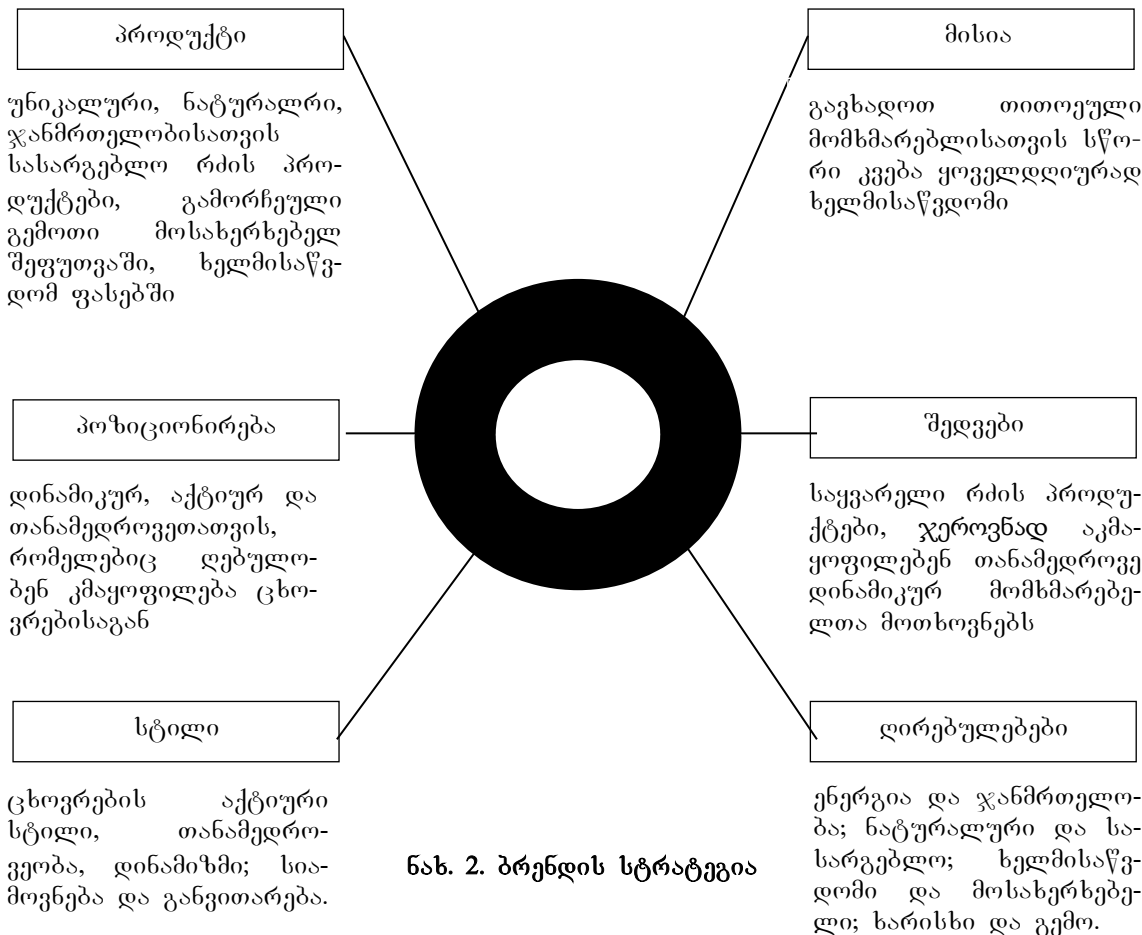 პროდუქტი
უნიკალური, ნატურალრი,
ჯანმრთელობისათვის
სასარგებლო რძის პრო-
დუქტები, გამორჩეული
გემოთი მოსახერხებელ
შეფუთვაში, ხელმისაწვ-
დომ ფასებში
მისია
გავხადოთ თითოეული
მომხმარებლისათვის სწო-
რი კვება ყოველდღიურად
ხელმისაწვდომი
პოზიციონირება
დინამიკურ, აქტიურ და
თანამედროვეთათვის,
რომელებიც ღებულო-
ბენ კმაყოფილება ცხო-
ვრებისაგან
შედვები
საყვარელი რძის პროდუ-
ქტები, ჯეროვნად აკმა-
ყოფილებენ თანამედროვე
დინამიკურ მომხმარებე-
ლთა მოთხოვნებს
სტილი
ცხოვრების აქტიური
სტილი, თანამედრო-
ვეობა, დინამიზმი; სია-
მოვნება და განვითარება.
ღირებულებები
ენერგია და ჯანმრთელო-
ბა; ნატურალური და სა-
სარგებლო; ხელმისაწვ-
დომი და მოსახერხებე-
ლი; ხარისხი და გემო.
ნახ. 2. ბრენდის სტრატეგია